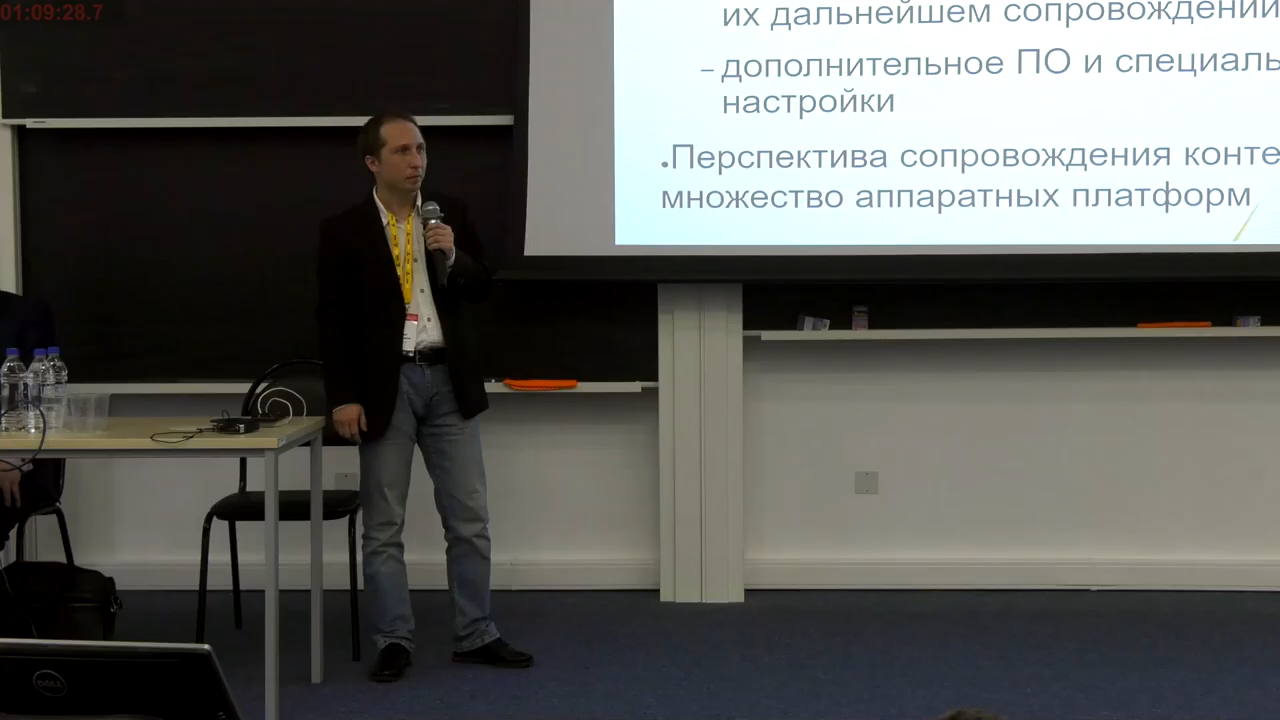 01:09:28.7
их дальнейшем сопровождении
– дополнительное ПО и специаль
настройки
•Перспектива сопровождения конте
множество аппаратных платформ
DELL